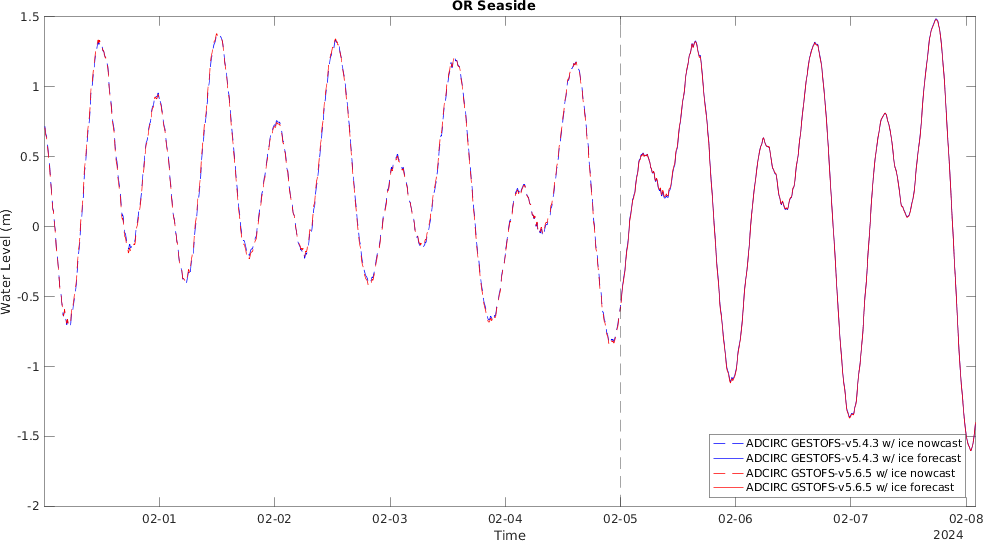 OR Seaside
1.5
1
0.5
0
-0.5
-1
-1.5
-2
Water Level (m)
ADCIRC GESTOFS-v5.4.3 w/ ice nowcast
ADCIRC GESTOFS-v5.4.3 w/ ice forecast
ADCIRC GSTOFS-v5.6.5 w/ ice nowcast
ADCIRC GSTOFS-v5.6.5 w/ ice forecast
02-01 02-02 02-03 02-04 02-05 02-06 02-07 02-08
Time 2024